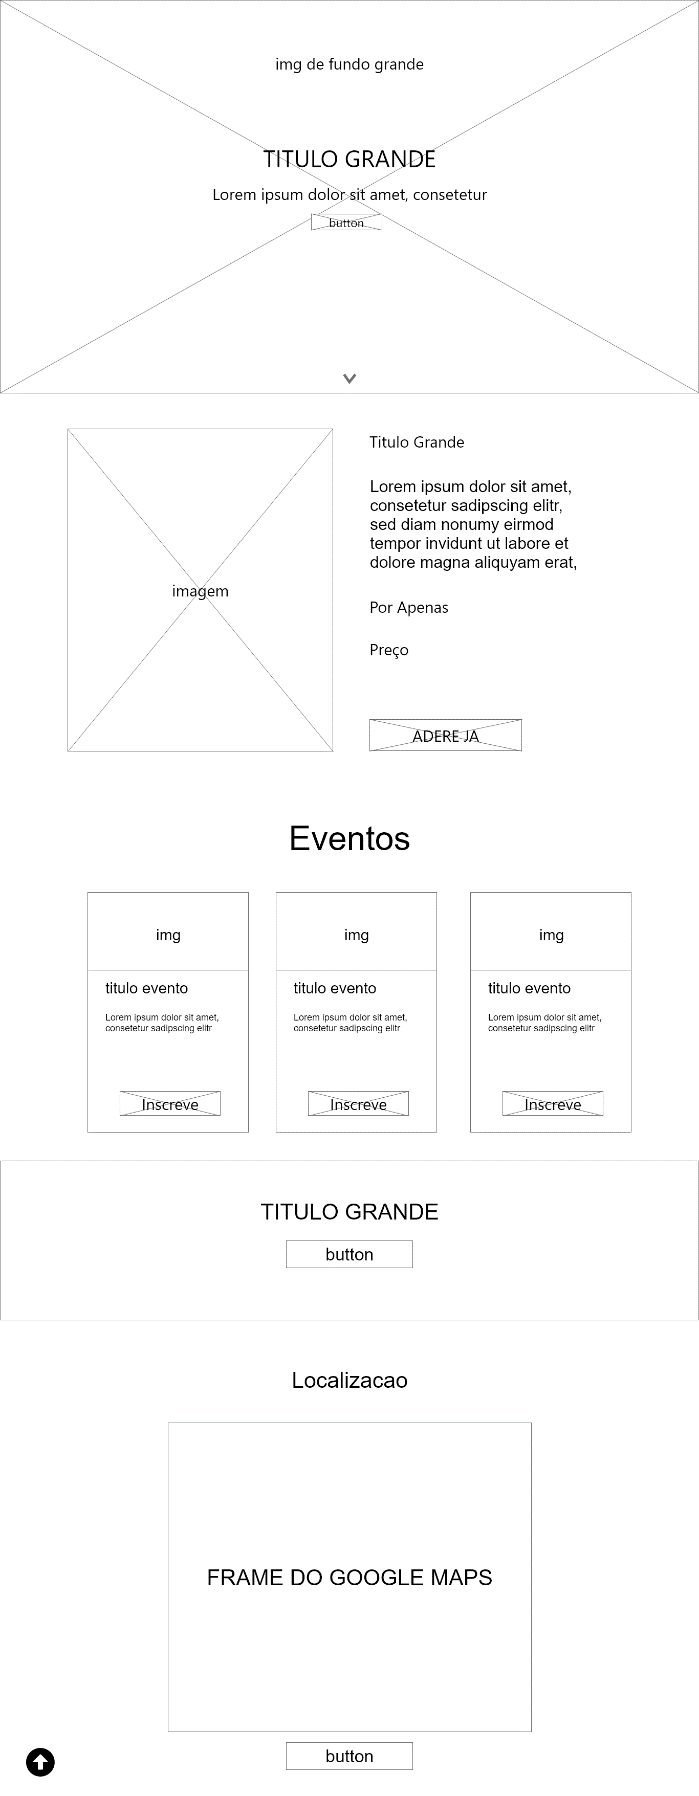 img de fundo grande
TITULO GRANDE
Lorem ipsum dolor sit amet, consetetur
button
Titulo Grande
Lorem ipsum dolor sit amet,
consetetur sadipscing elitr,
sed diam nonumy eirmod
tempor invidunt ut labore et
dolore magna aliquyam erat,
imagem
Por Apenas
Preço
ADERE JA
Eventos
img
titulo evento
Lorem ipsum dolor sit amet,
consetetur sadipscing elitr
Inscreve
img
titulo evento
Lorem ipsum dolor sit amet,
consetetur sadipscing elitr
Inscreve
img
titulo evento
Lorem ipsum dolor sit amet,
consetetur sadipscing elitr
Inscreve
TITULO GRANDE
button
Localizacao
FRAME DO GOOGLE MAPS
button